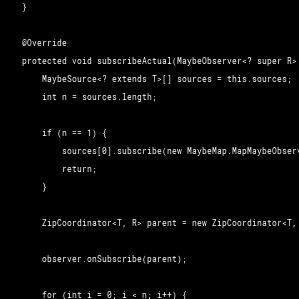 }
@Override
protected void subscribeActual(MaybeObserver<? super R>
MaybeSource<? extends T>[] sources = this.sources;
int n = sources.length;
if (n == 1) {
sources[0].subscribe(new MaybeMap.MapMaybeObserv
return;
}
ZipCoordinator<T, R> parent = new ZipCoordinator<T,
observer.onSubscribe(parent);
for (int i = 0; i < n; i++) {